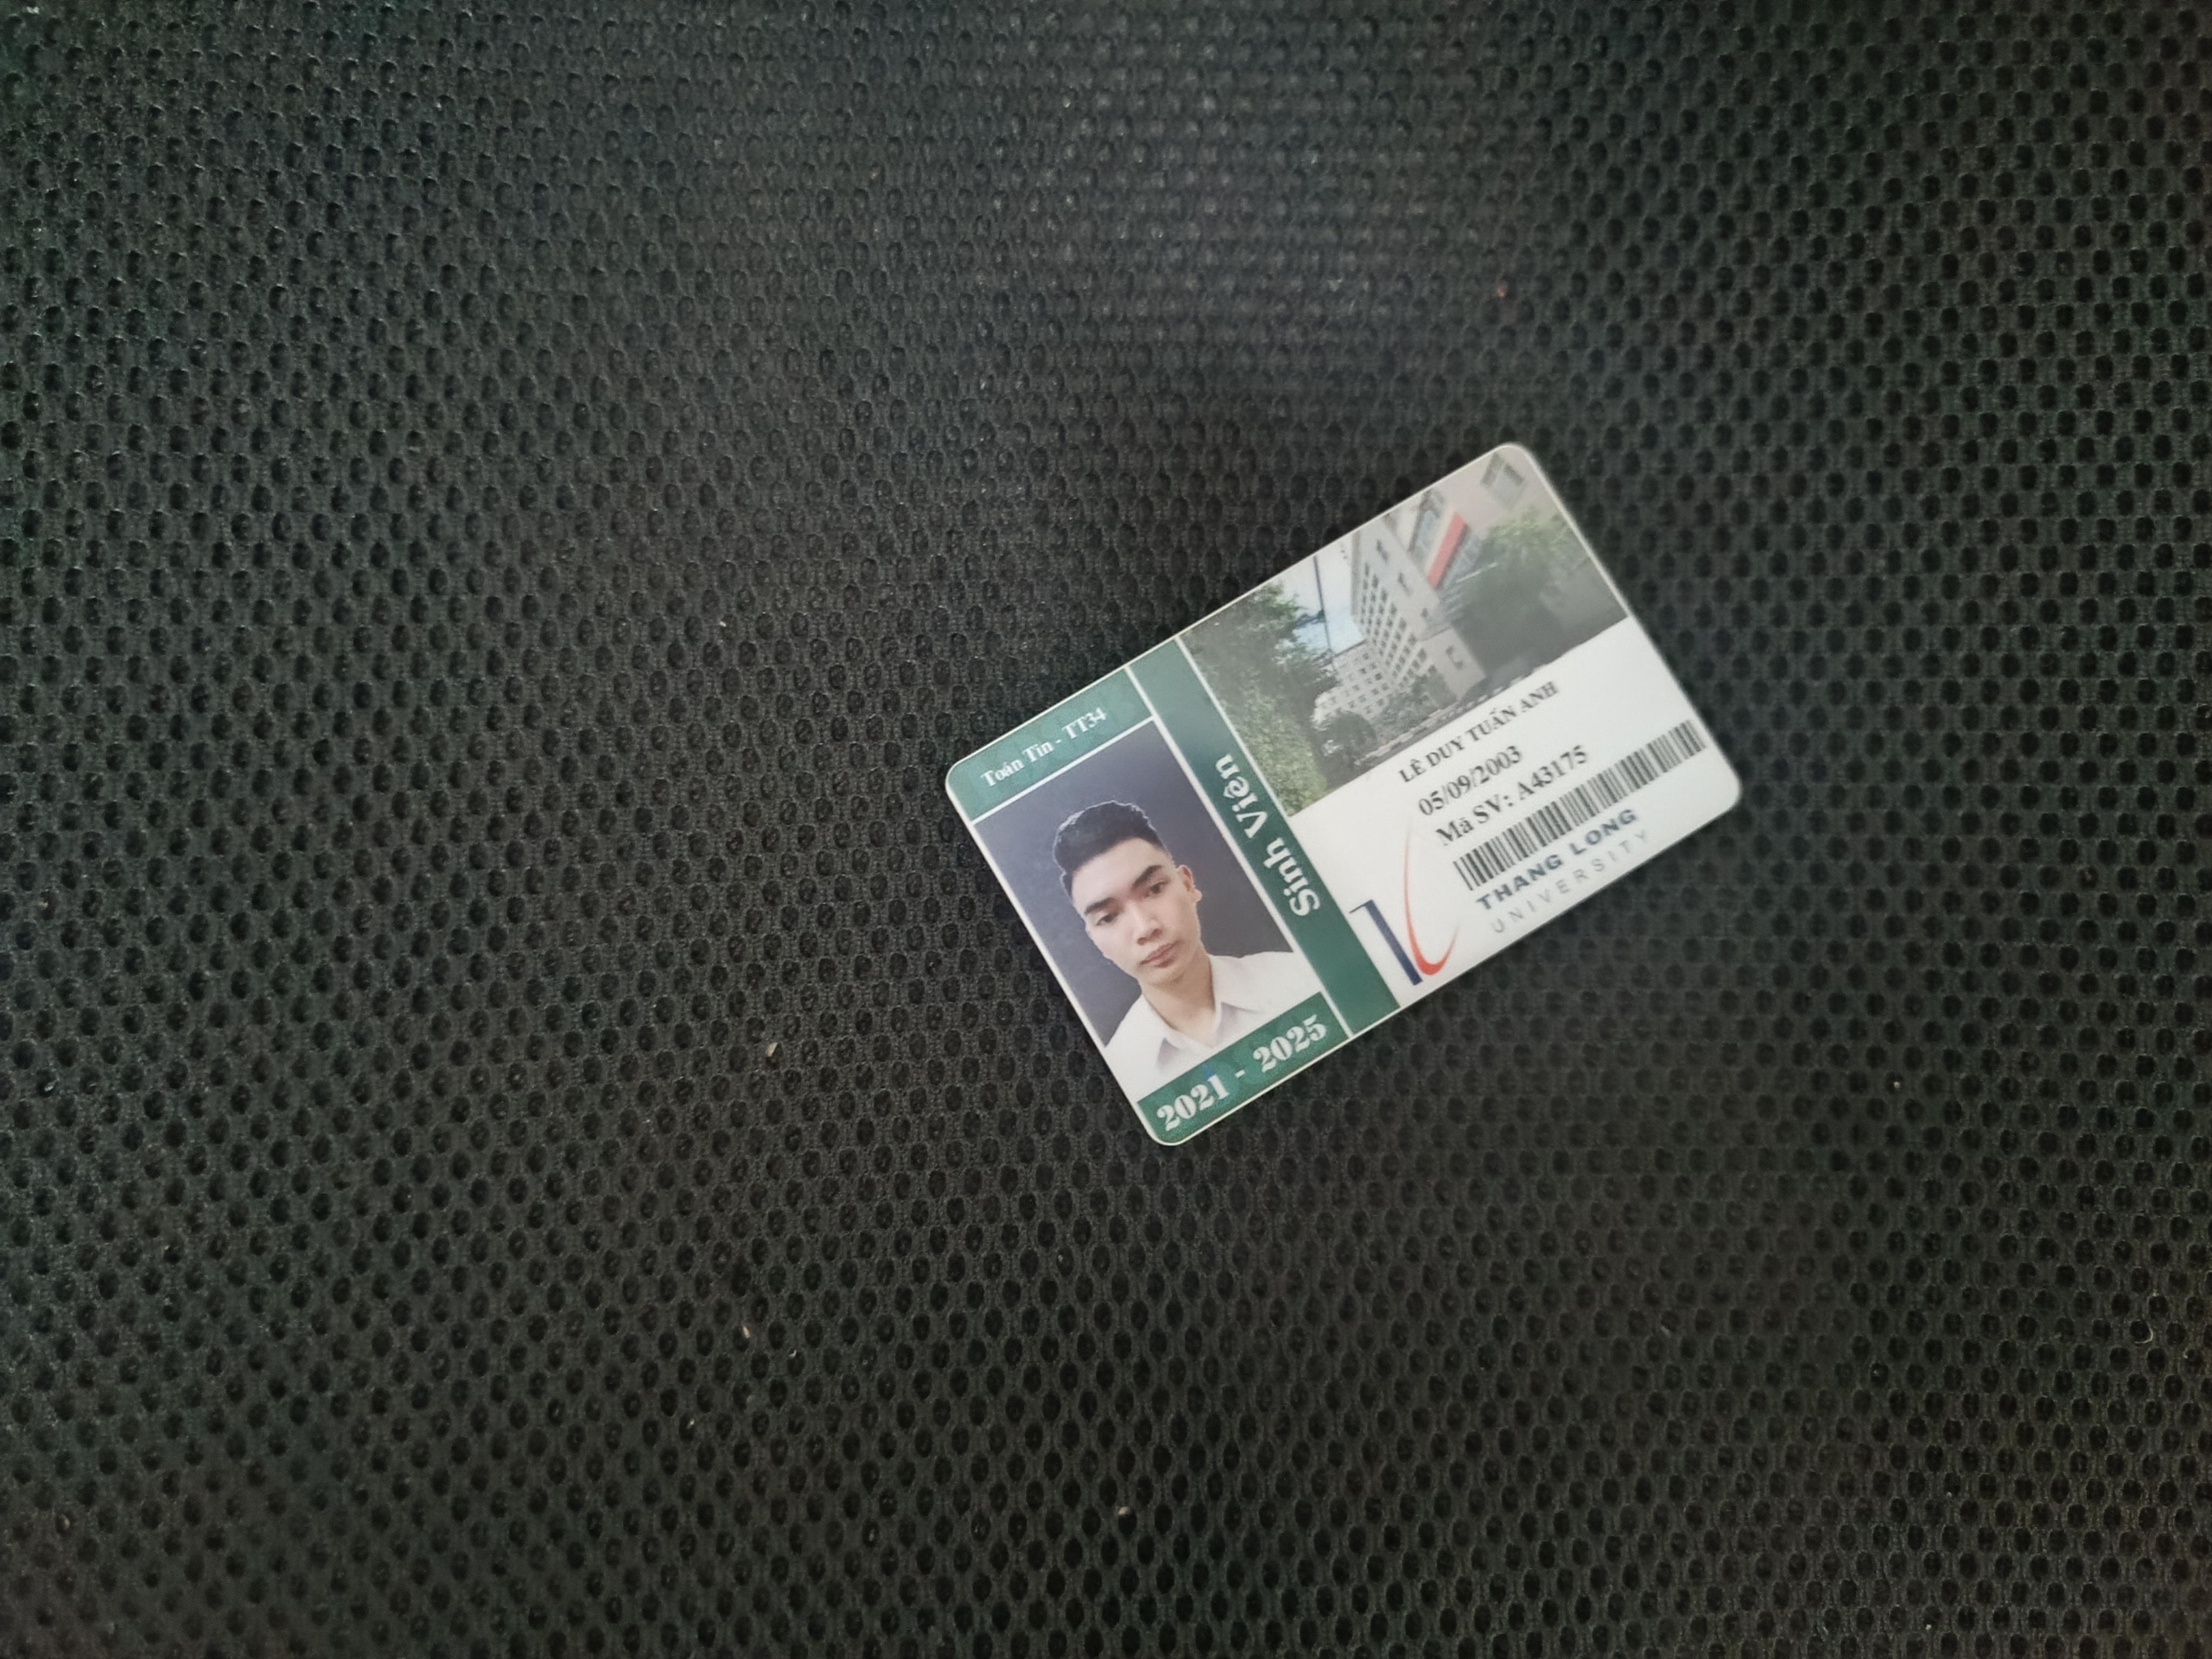 Toán Tin - TT34
2021 - 2025
Sinh Viên
LÊ DUY TUẤN ANH
05/09/2003
Mã SV: A43175
THANG LONG
UNIVERSITY